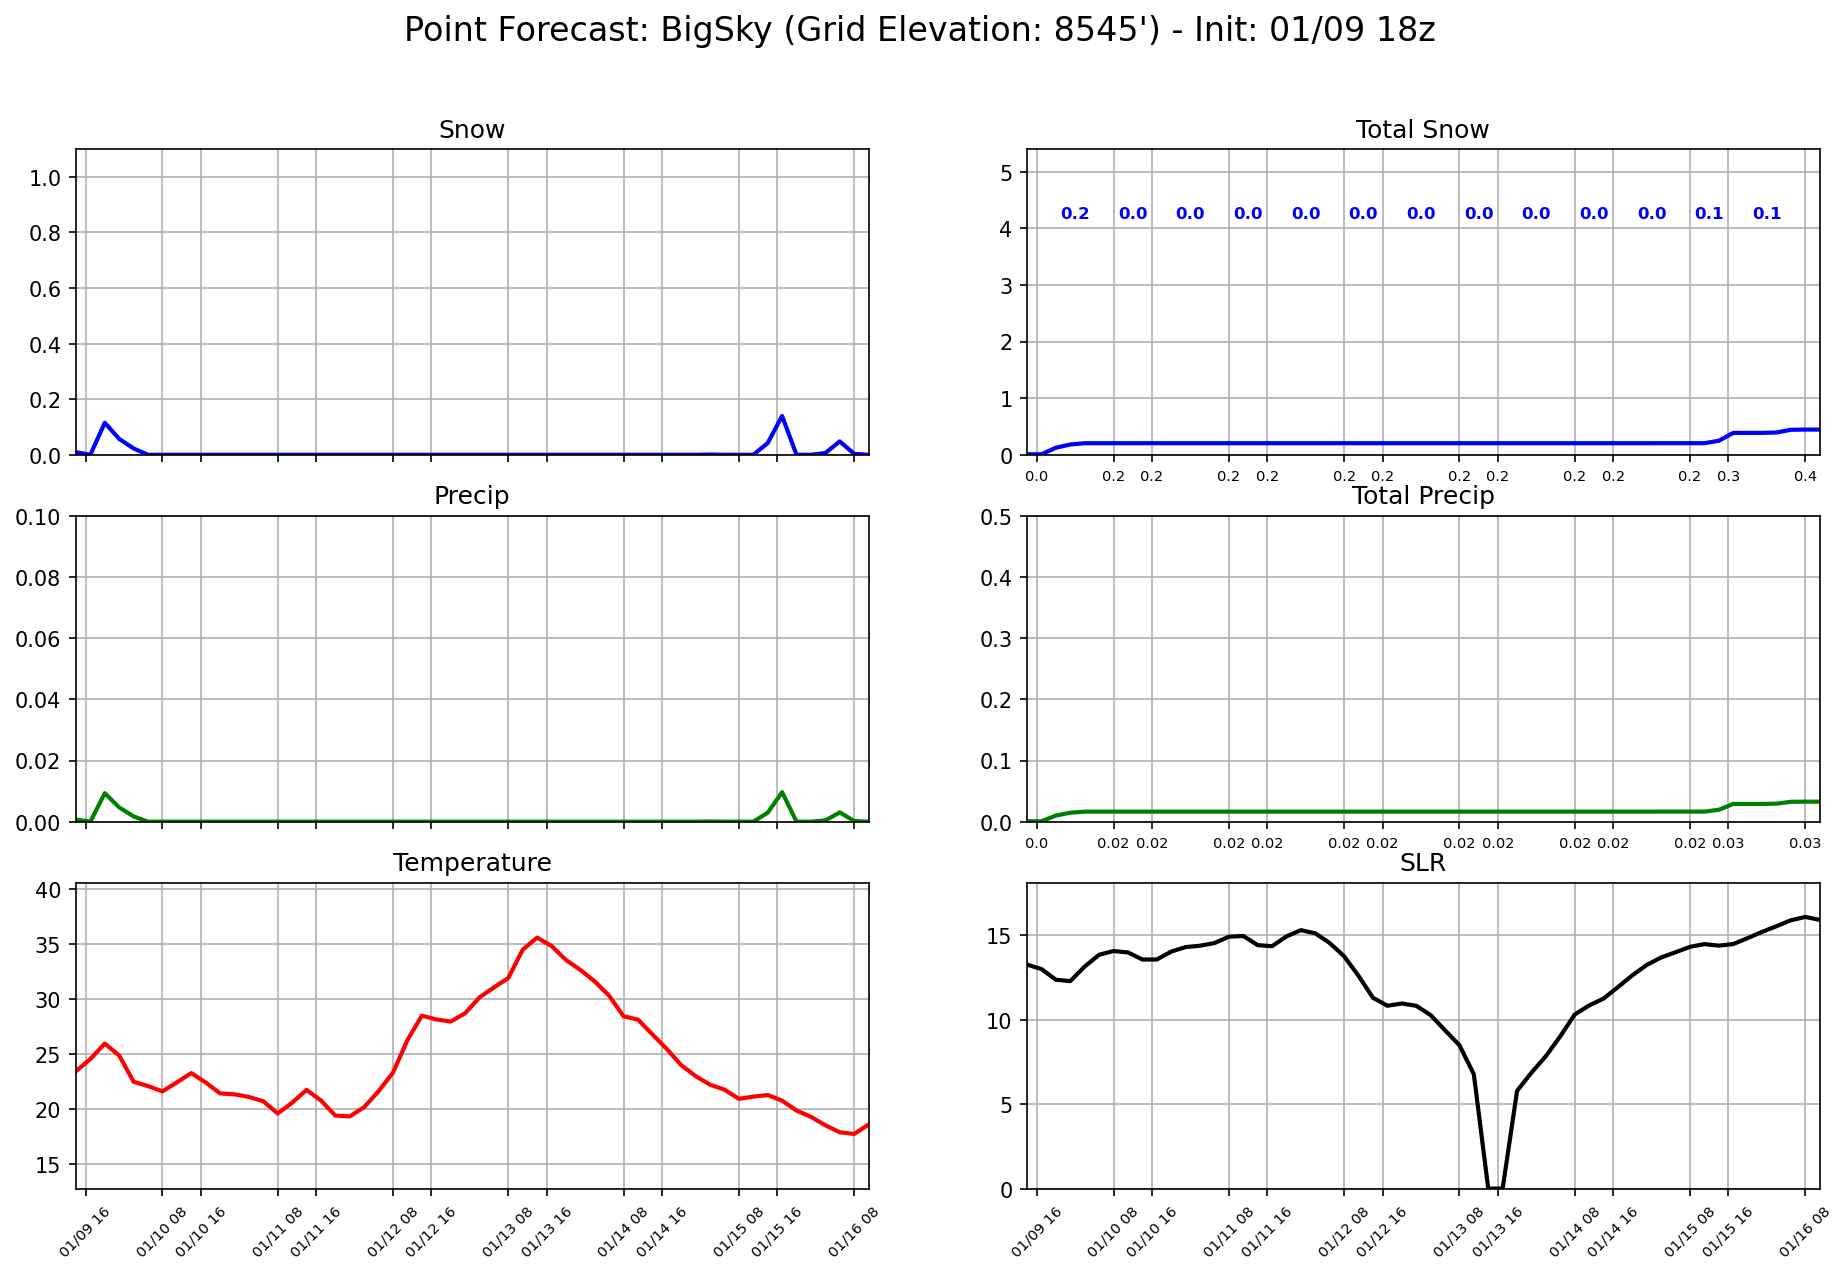 Point Forecast: BigSky (Grid Elevation: 8545') - Init: 01/09 18z
Snow
1.0
0.8
0.6
0.4
0.2
0.0
Total Snow
5
4
3
2
1
0
0.2 0.0 0.0 0.0 0.0 0.0 0.0 0.0 0.0 0.0 0.0 0.1 0.1
0.0 0.2 0.2 0.2 0.2 0.2 0.2 0.2 0.2 0.2 0.2 0.2 0.3 0.4
Precip
0.10
0.08
0.06
0.04
0.02
0.00
Total Precip
0.5
0.4
0.3
0.2
0.1
0.0
0.0 0.02 0.02 0.02 0.02 0.02 0.02 0.02 0.02 0.02 0.02 0.02 0.03 0.03
Temperature
40
35
30
25
20
15
01/09 16 01/10 08 01/10 16 01/11 08 01/11 16 01/12 08 01/12 16 01/13 08 01/13 16 01/14 08 01/14 16 01/15 08 01/15 16 01/16 08
SLR
15
10
5
0
01/09 16 01/10 08 01/10 16 01/11 08 01/11 16 01/12 08 01/12 16 01/13 08 01/13 16 01/14 08 01/14 16 01/15 08 01/15 16 01/16 08